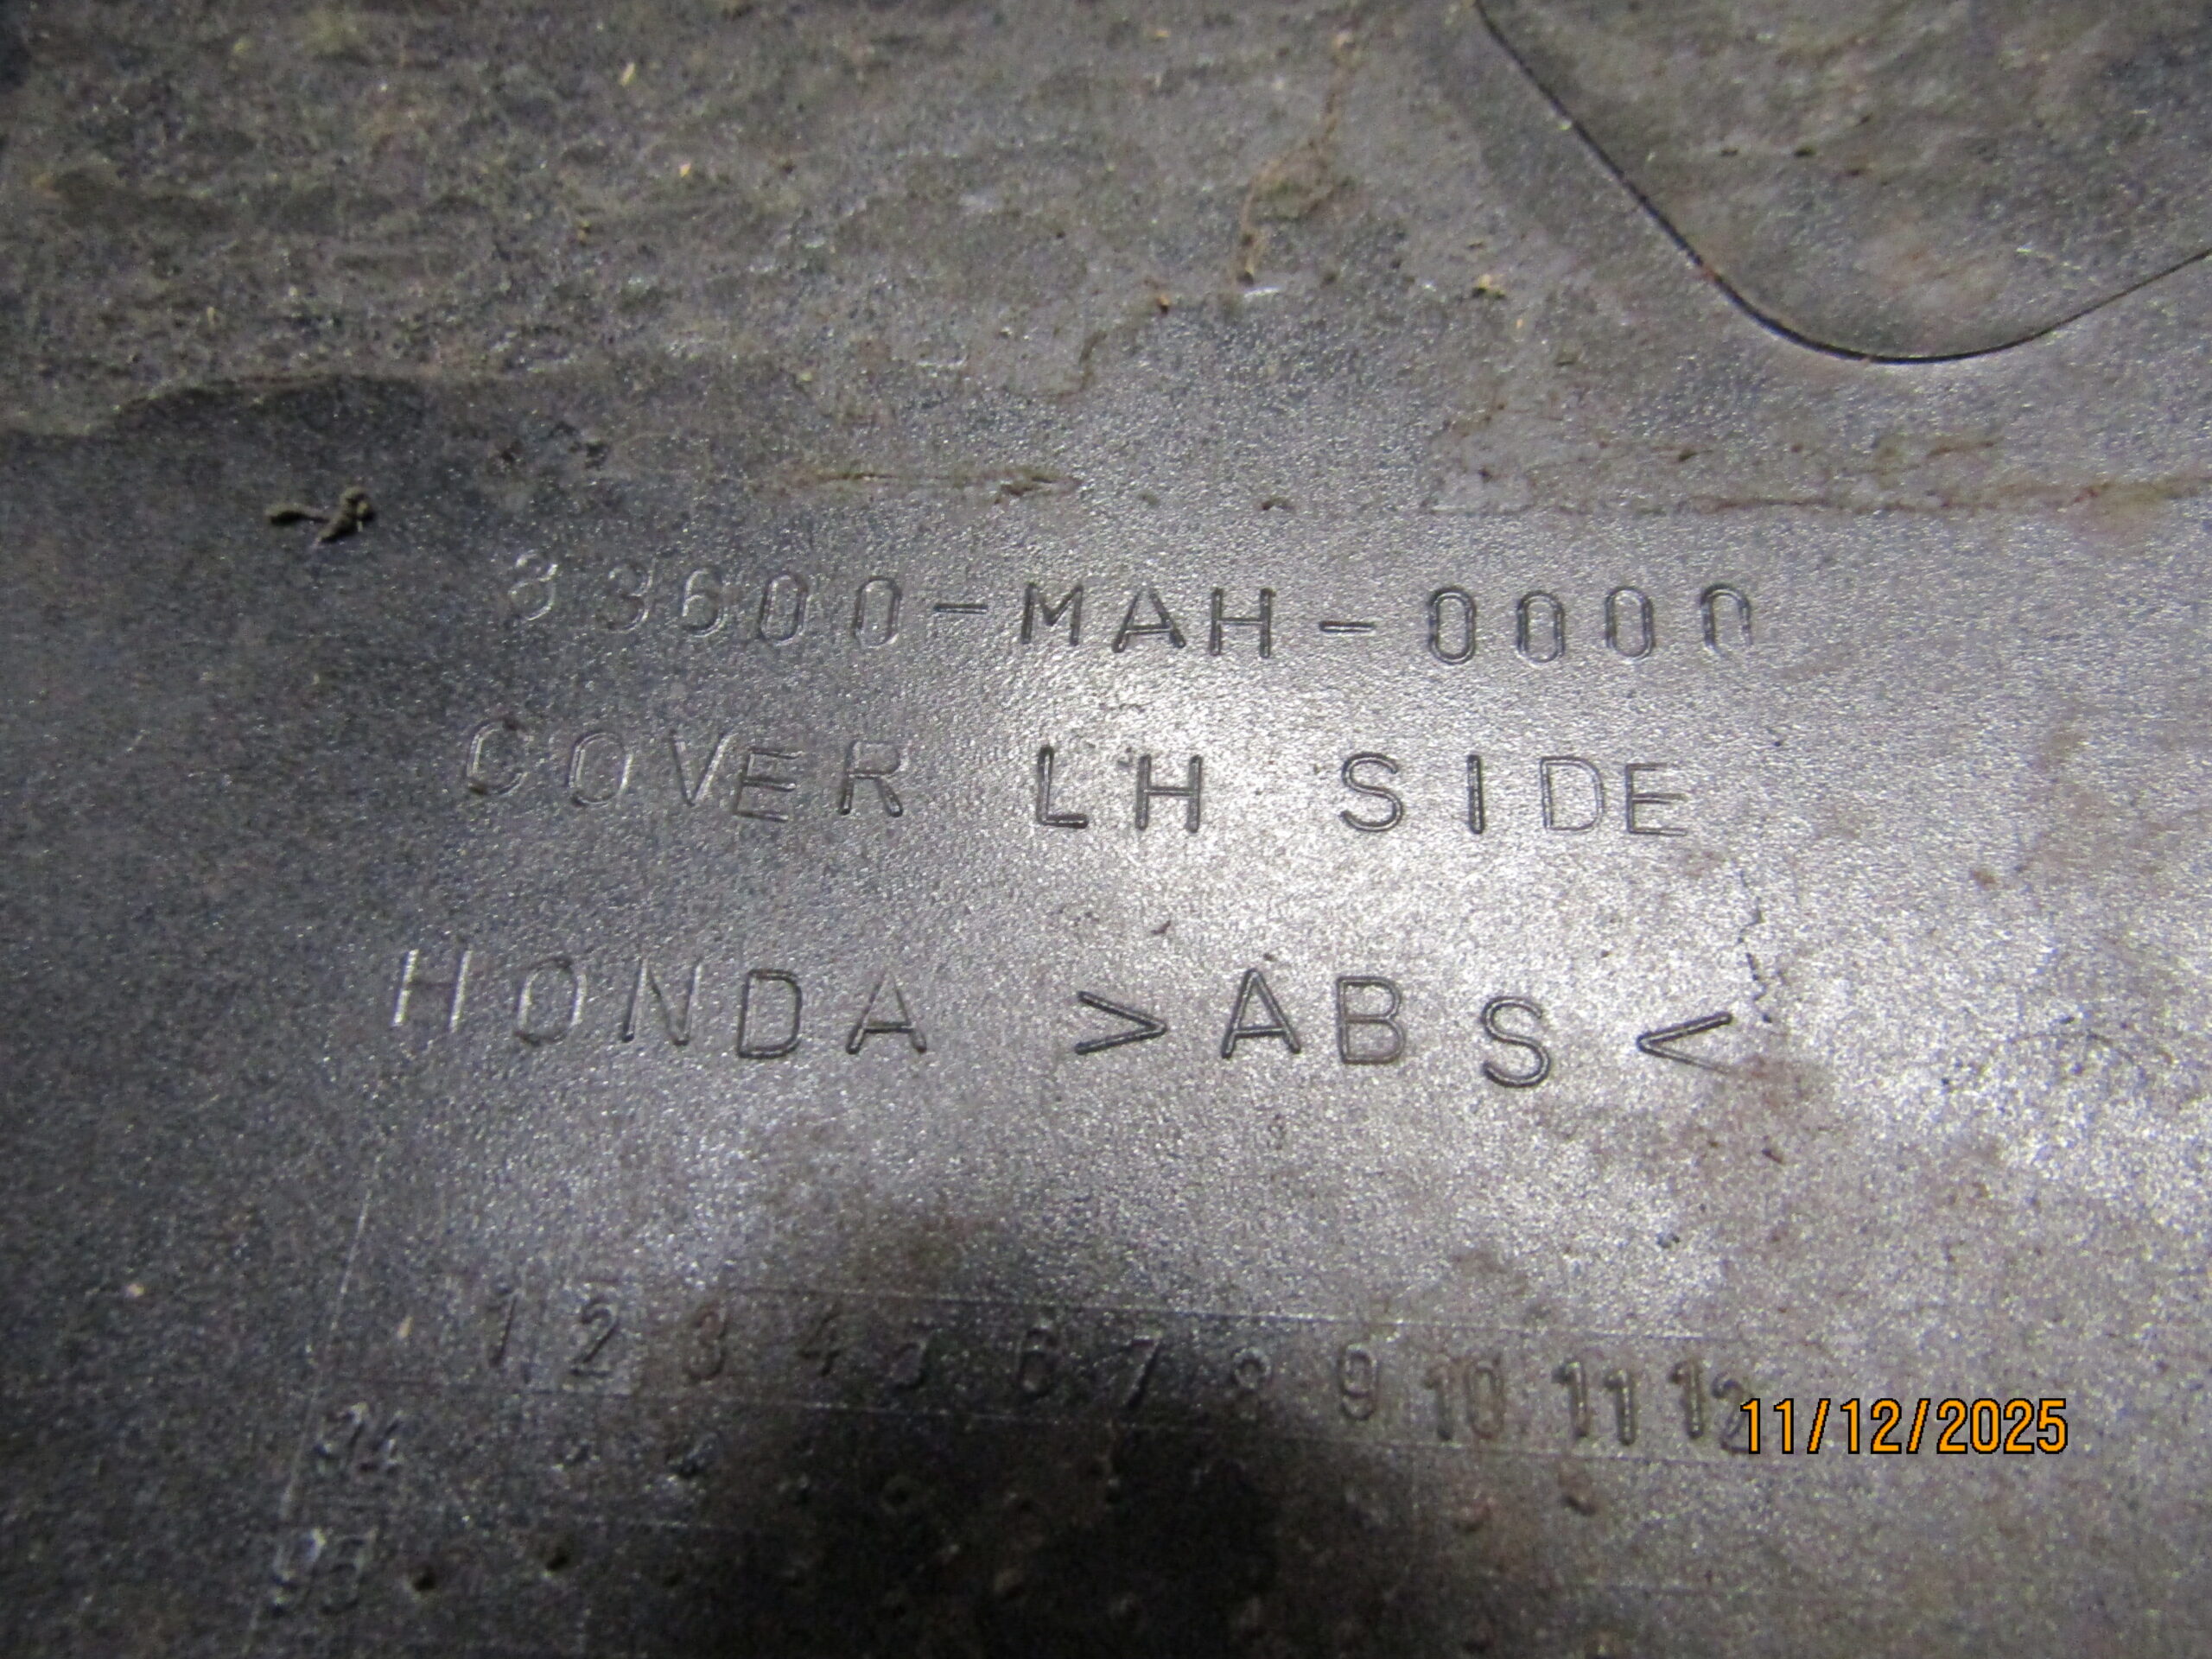 83600-MAH-0000
COVER LH SIDE
HONDA >ABS<
1 2 3 4 5 6 7 8 9 10 11 12
11/12/2025